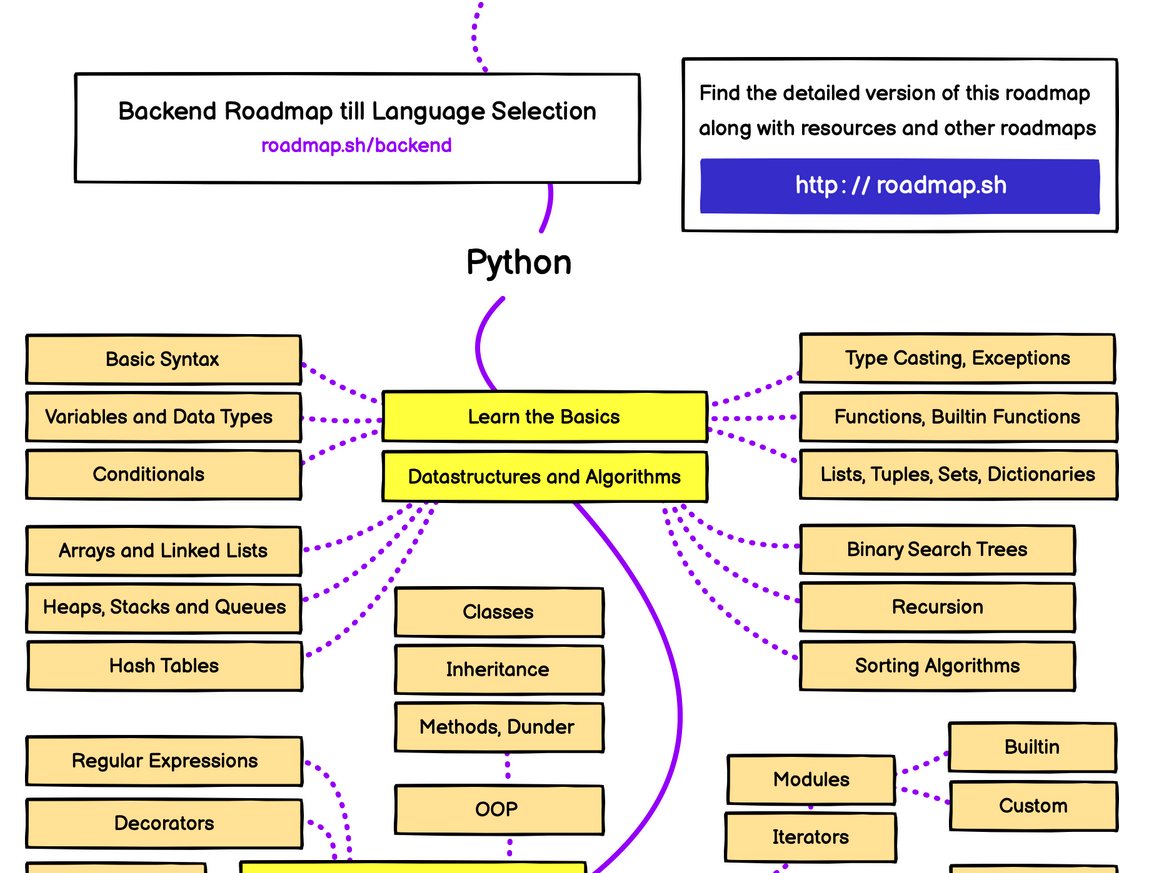 Backend Roadmap till Language Selection
roadmap.sh/backend
Find the detailed version of this roadmap
along with resources and other roadmaps
http://roadmap.sh
Python
Basic Syntax
Variables and Data Types
Conditionals
Learn the Basics
Datastructures and Algorithms
Type Casting, Exceptions
Functions, Builtin Functions
Lists, Tuples, Sets, Dictionaries
Arrays and Linked Lists
Heaps, Stacks and Queues
Hash Tables
Binary Search Trees
Recursion
Sorting Algorithms
Classes
Inheritance
Methods, Dunder
OOP
Regular Expressions
Decorators
Modules
Iterators
Builtin
Custom